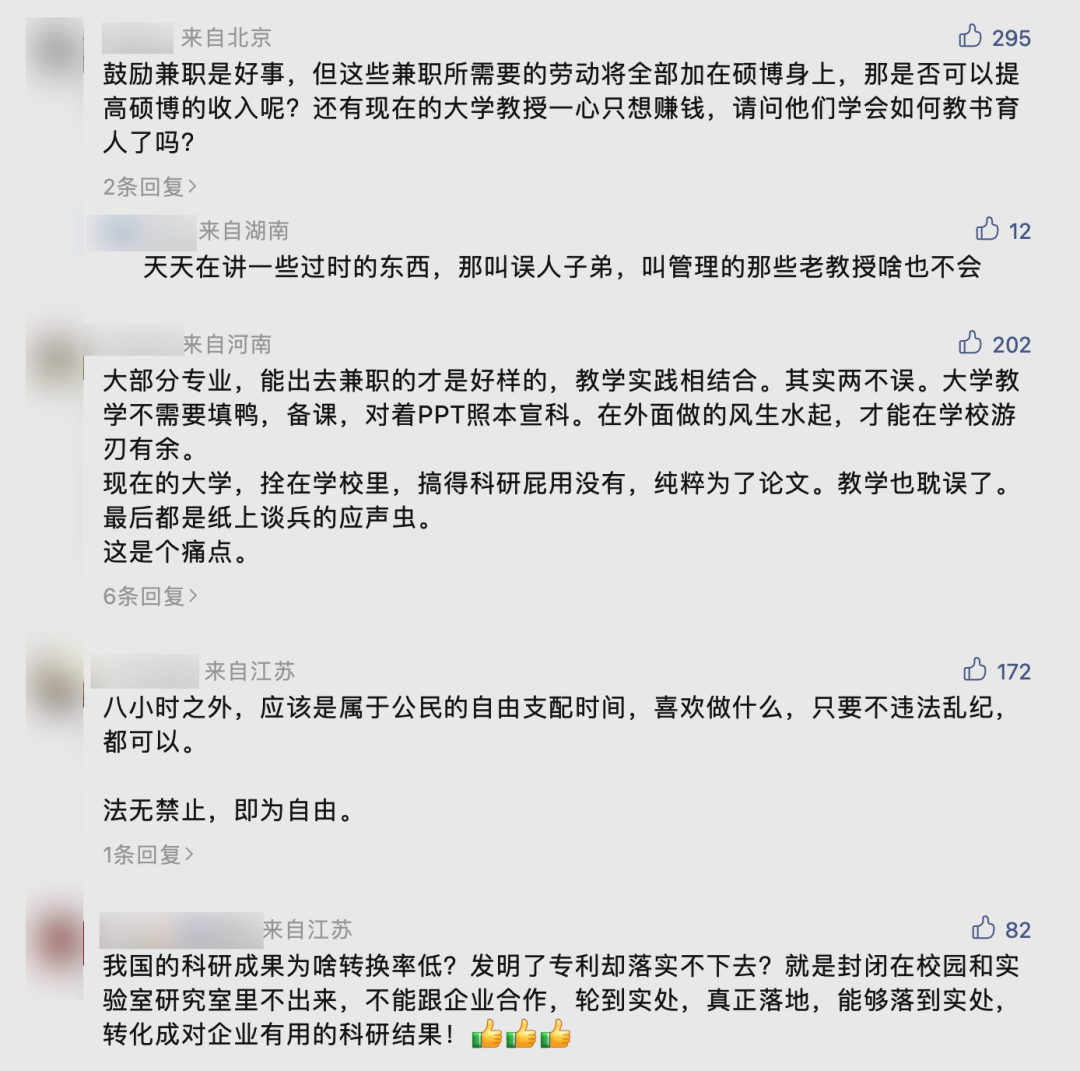 来自北京 295
鼓励兼职是好事，但这些兼职所需要的劳动将全部加在硕博身上，那是否可以提
高硕博的收入呢？还有现在的大学教授一心只想赚钱，请问他们学会如何教书育
人了吗？
2条回复>
来自湖南 12
天天在讲一些过时的东西，那叫误人子弟，叫管理的那些老教授啥也不会
来自河南 202
大部分专业，能出去兼职的才是好样的，教学实践相结合。其实两不误。大学教
学不需要填鸭，备课，对着PPT照本宣科。在外面做的风生水起，才能在学校游
刃有余。
现在的大学，拴在学校里，搞得科研屁用没有，纯粹为了论文。教学也耽误了。
最后都是纸上谈兵的应声虫。
这是个痛点。
6条回复>
来自江苏 172
八小时之外，应该是属于公民的自由支配时间，喜欢做什么，只要不违法乱纪，
都可以。
法无禁止，即为自由。
1条回复>
来自江苏 82
我国的科研成果为啥转换率低？发明了专利却落实不下去？就是封闭在校园和实
验室研究室里不出来，不能跟企业合作，轮到实处，真正落地，能够落到实处，
转化成对企业有用的科研结果！👍👍👍